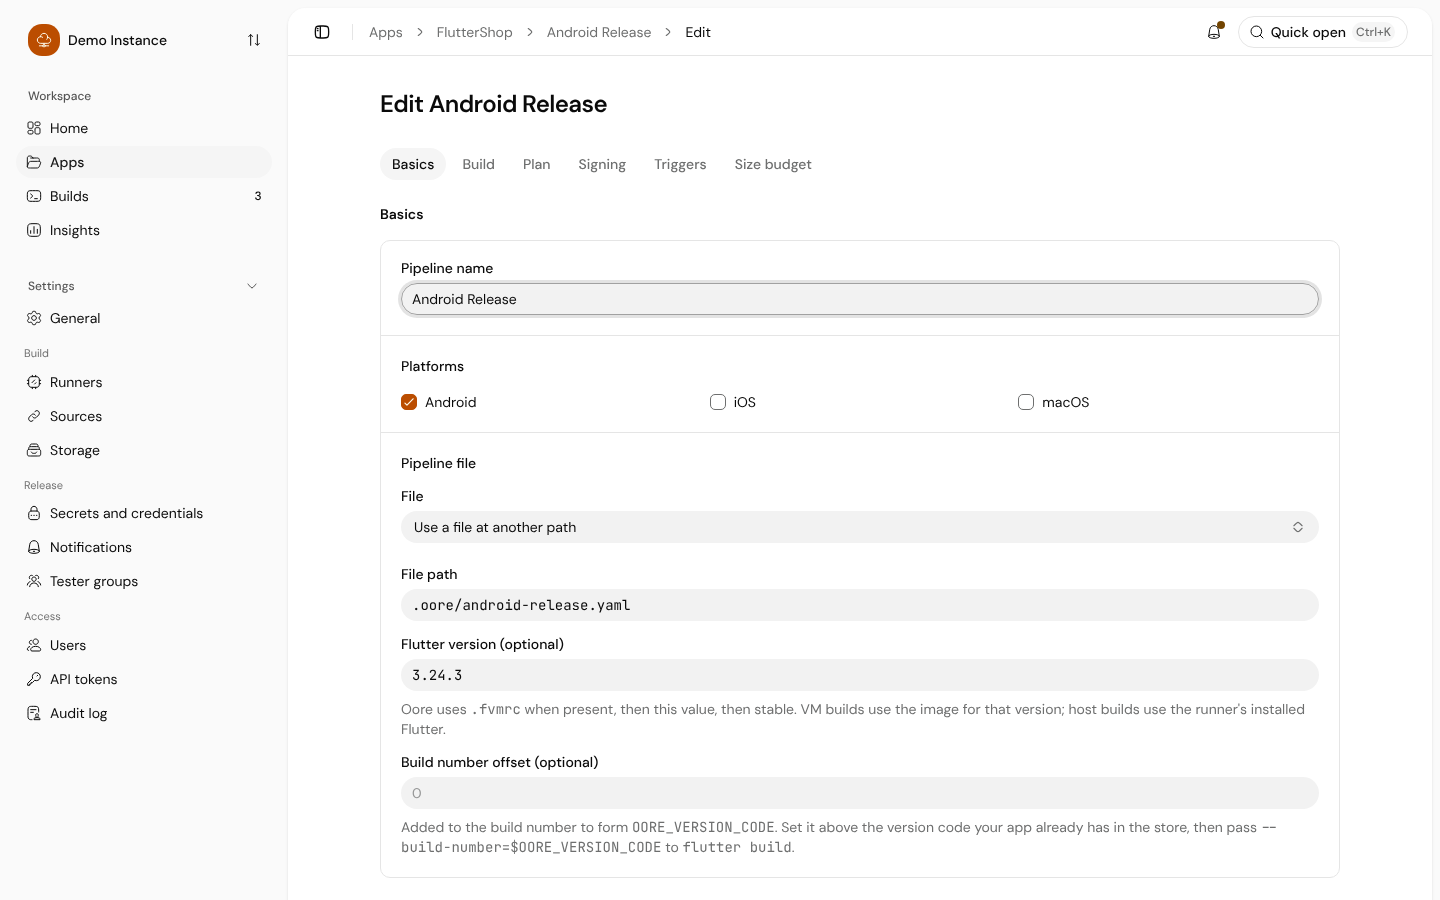 Demo Instance
Workspace
Home
Apps
Builds
3
Insights
Settings
General
Build
Runners
Sources
Storage
Release
Secrets and credentials
Notifications
Tester groups
Access
Users
API tokens
Audit log
Apps
FlutterShop
Android Release
Edit
Quick open Ctrl+K
Edit Android Release
Basics
Build
Plan
Signing
Triggers
Size budget
Basics
Pipeline name
Android Release
Platforms
Android
iOS
macOS
Pipeline file
File
Use a file at another path
File path
.oore/android-release.yaml
Flutter version (optional)
3.24.3
Oore uses .fvmrc when present, then this value, then stable. VM builds use the image for that version; host builds use the runner's installed
Flutter.
Build number offset (optional)
0
Added to the build number to form OORE_VERSION_CODE. Set it above the version code your app already has in the store, then pass --
build-number=$OORE_VERSION_CODE to flutter build.